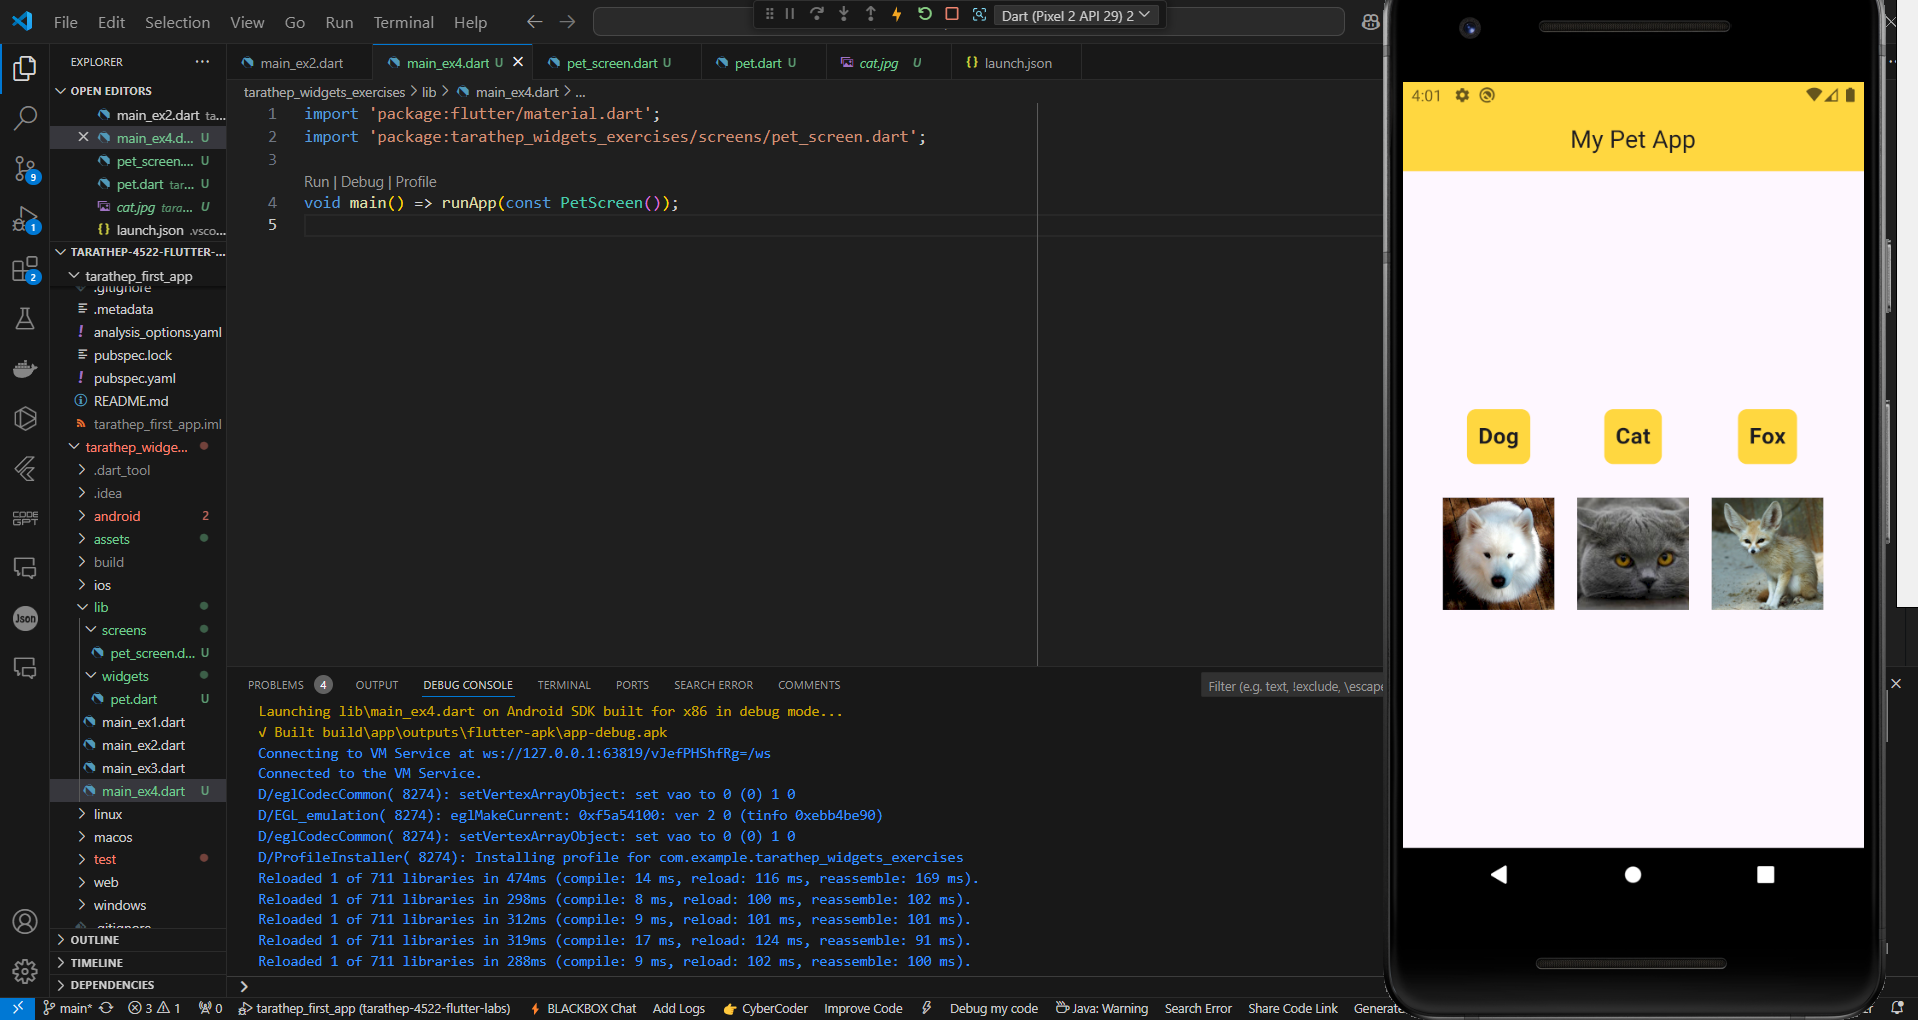 File Edit Selection View Go Run Terminal Help
Dart (Pixel 2 API 29) 2
EXPLORER
OPEN EDITORS
main_ex2.dart ta...
main_ex4.d... U
pet_screen.... U
pet.dart tar... U
cat.jpg tara... U
launch.json .vsco...
9
1
2
TARATHEP-4522-FLUTTER-...
tarathep_first_app
.gitignore
.metadata
analysis_options.yaml
pubspec.lock
pubspec.yaml
README.md
tarathep_first_app.iml
tarathep_widge...
.dart_tool
.idea
android 2
assets
build
ios
lib
screens
pet_screen.d... U
widgets
pet.dart U
main_ex1.dart
main_ex2.dart
main_ex3.dart
main_ex4.dart U
linux
macos
test
web
windows
.gitignore
OUTLINE
TIMELINE
DEPENDENCIES
CODE
GPT
Json
main_ex2.dart main_ex4.dart U pet_screen.dart U pet.dart U cat.jpg U launch.json
tarathep_widgets_exercises > lib > main_ex4.dart > ...
1 import 'package:flutter/material.dart';
2 import 'package:tarathep_widgets_exercises/screens/pet_screen.dart';
3
Run | Debug | Profile
4 void main() => runApp(const PetScreen());
5
PROBLEMS 4 OUTPUT DEBUG CONSOLE TERMINAL PORTS SEARCH ERROR COMMENTS
Filter (e.g. text, !exclude, \escape
Launching lib\main_ex4.dart on Android SDK built for x86 in debug mode...
√ Built build\app\outputs\flutter-apk\app-debug.apk
Connecting to VM Service at ws://127.0.0.1:63819/vJefPHShfRg=/ws
Connected to the VM Service.
D/eglCodecCommon( 8274): setVertexArrayObject: set vao to 0 (0) 1 0
D/EGL_emulation( 8274): eglMakeCurrent: 0xf5a54100: ver 2 0 (tinfo 0xebb4be90)
D/eglCodecCommon( 8274): setVertexArrayObject: set vao to 0 (0) 1 0
D/ProfileInstaller( 8274): Installing profile for com.example.tarathep_widgets_exercises
Reloaded 1 of 711 libraries in 474ms (compile: 14 ms, reload: 116 ms, reassemble: 169 ms).
Reloaded 1 of 711 libraries in 298ms (compile: 8 ms, reload: 100 ms, reassemble: 102 ms).
Reloaded 1 of 711 libraries in 312ms (compile: 9 ms, reload: 101 ms, reassemble: 101 ms).
Reloaded 1 of 711 libraries in 319ms (compile: 17 ms, reload: 124 ms, reassemble: 91 ms).
Reloaded 1 of 711 libraries in 288ms (compile: 9 ms, reload: 102 ms, reassemble: 100 ms).
4:01
My Pet App
Dog Cat Fox
main* 3 1 0 tarathep_first_app (tarathep-4522-flutter-labs) BLACKBOX Chat Add Logs CyberCoder Improve Code Debug my code Java: Warning Search Error Share Code Link Genera